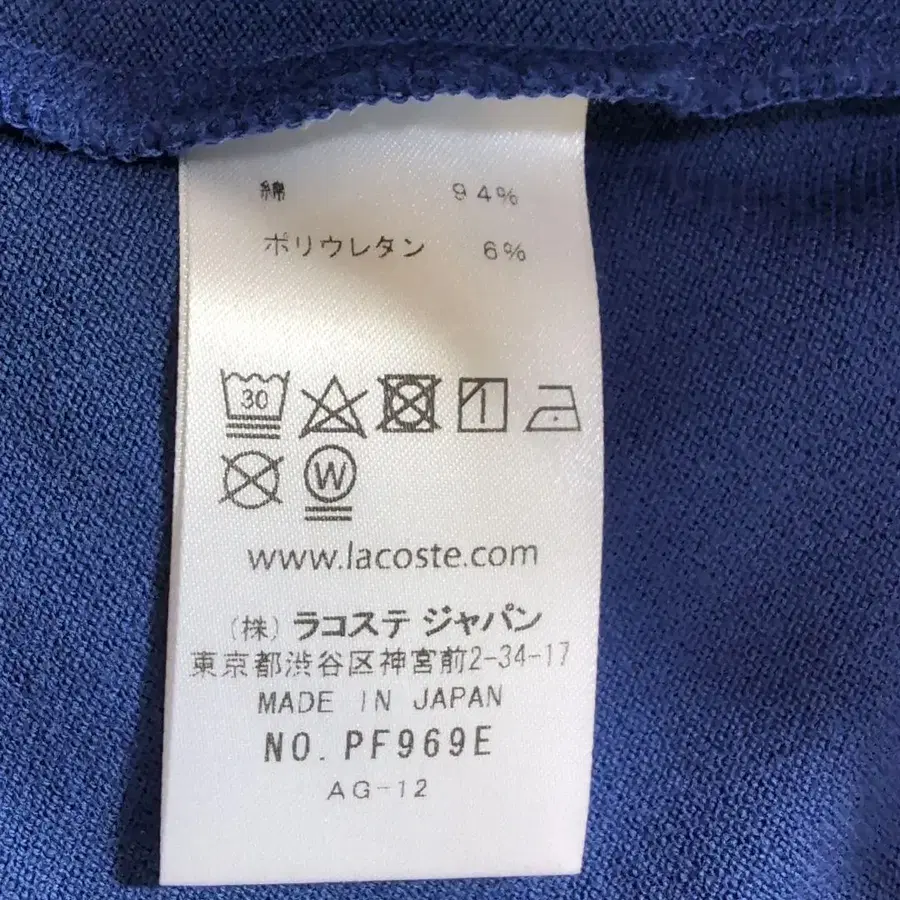 綿 94%
ポリウレタン 6%
30
W
www.lacoste.com
(株) ラコステ ジャパン
東京都渋谷区神宮前2-34-17
MADE IN JAPAN
NO. PF969E
AG-12